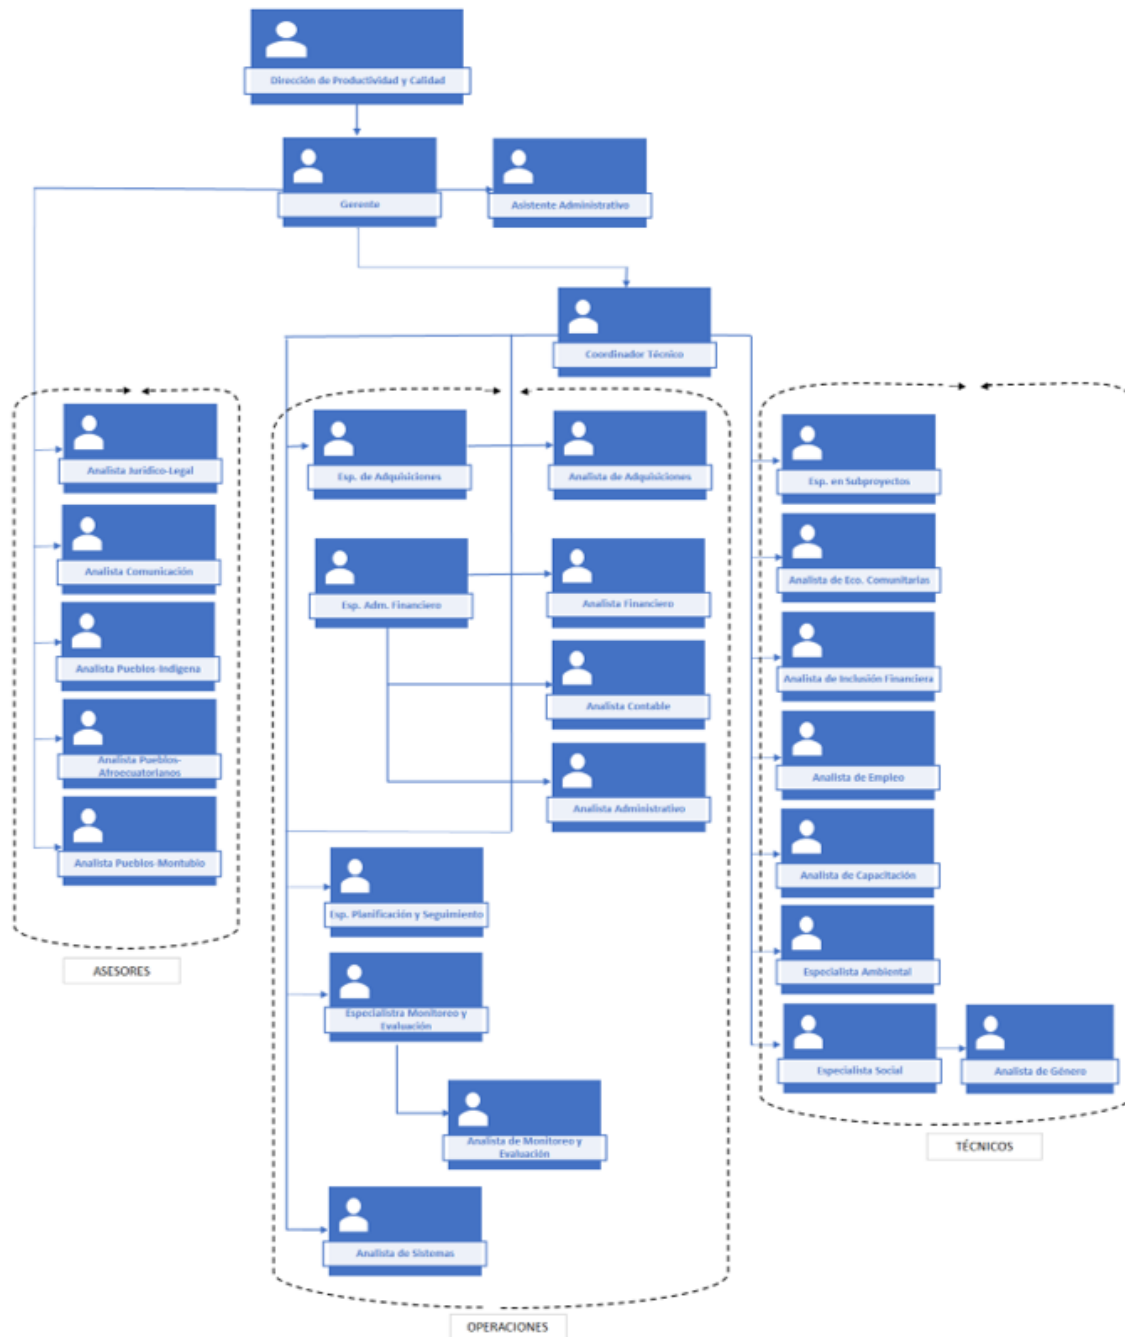 Dirección de Productividad y Calidad
Gerente
Asistente Administrativo
Coordinador Técnico
Analista Jurídico-Legal
Analista Comunicación
Analista Pueblos-Indígena
Analista Pueblos-
Afroecuatorianos
Analista Pueblos-Montubio
ASESORES
Esp. de Adquisiciones
Analista de Adquisiciones
Esp. Adm. Financiero
Analista Financiero
Analista Contable
Analista Administrativo
Esp. Planificación y Seguimiento
Especialistra Monitoreo y
Evaluación
Analista de Monitoreo y
Evaluación
Analista de Sistemas
OPERACIONES
Esp. en Subproyectos
Analista de Eco. Comunitarias
Analista de Inclusión Financiera
Analista de Empleo
Analista de Capacitación
Especialista Ambiental
Especialista Social
Analista de Género
TÉCNICOS